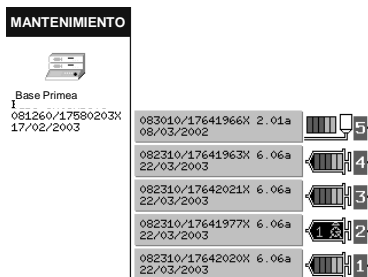 MANTENIMIENTO
Base Primea
081260/17580203X
17/02/2003
083010/17641966X 2.01a
08/03/2002
5
082310/17641963X 6.06a
22/03/2003
4
082310/17642021X 6.06a
22/03/2003
3
082310/17641977X 6.06a
22/03/2003
1
2
082310/17642020X 6.06a
22/03/2003
1